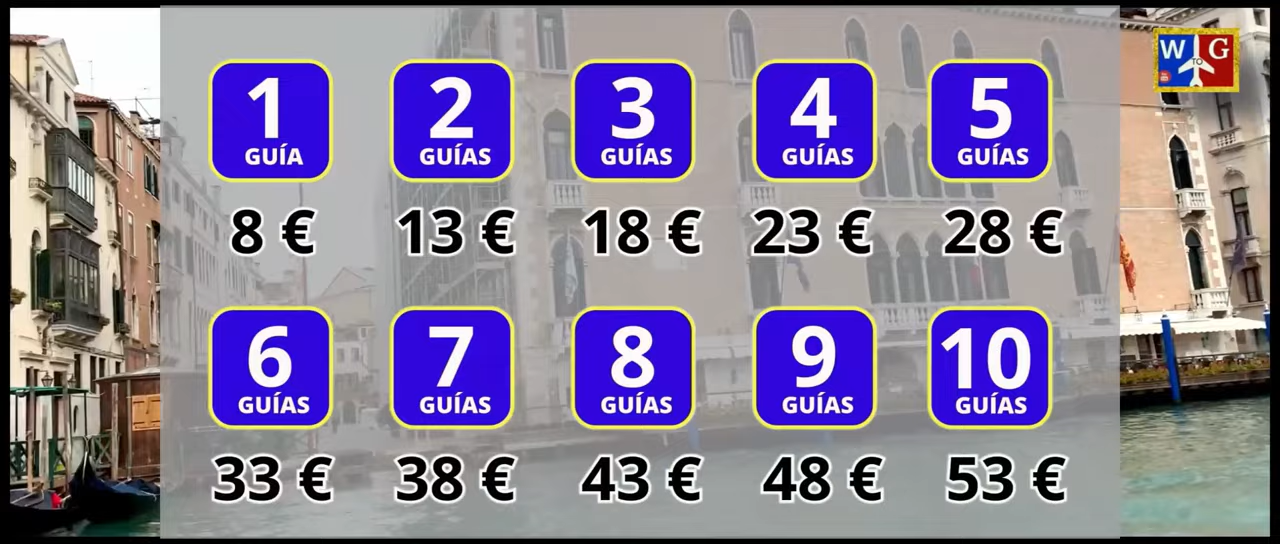 W TO G
1 2 3 4 5
GUÍA GUÍAS GUÍAS GUÍAS GUÍAS
8 € 13 € 18 € 23 € 28 €
6 7 8 9 10
GUÍAS GUÍAS GUÍAS GUÍAS GUÍAS
33 € 38 € 43 € 48 € 53 €